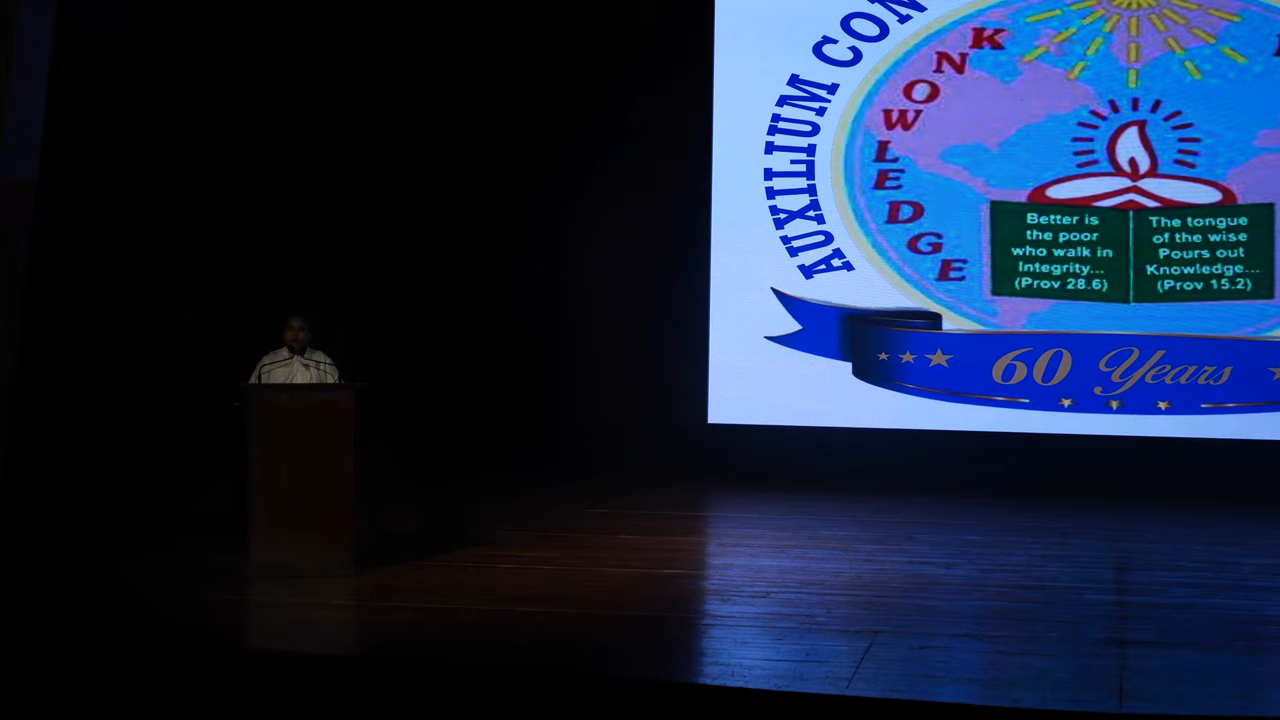 AUXILIUM CON
KNOWLEDGE
Better is
the poor
who walk in
Integrity...
(Prov 28.6)
The tongue
of the wise
Pours out
Knowledge...
(Prov 15.2)
60 Years